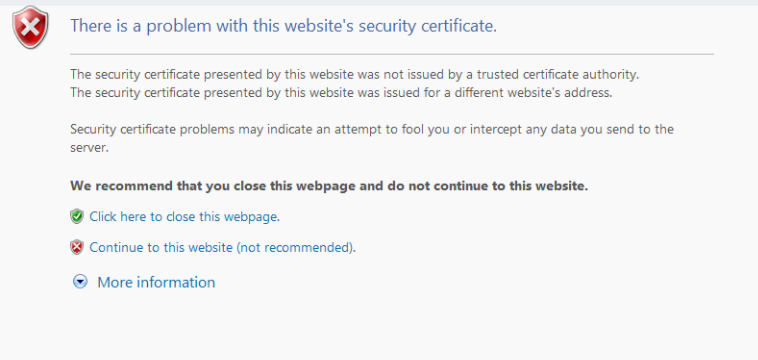 There is a problem with this website's security certificate.
The security certificate presented by this website was not issued by a trusted certificate authority.
The security certificate presented by this website was issued for a different website's address.
Security certificate problems may indicate an attempt to fool you or intercept any data you send to the
server.
We recommend that you close this webpage and do not continue to this website.
Click here to close this webpage.
Continue to this website (not recommended).
More information